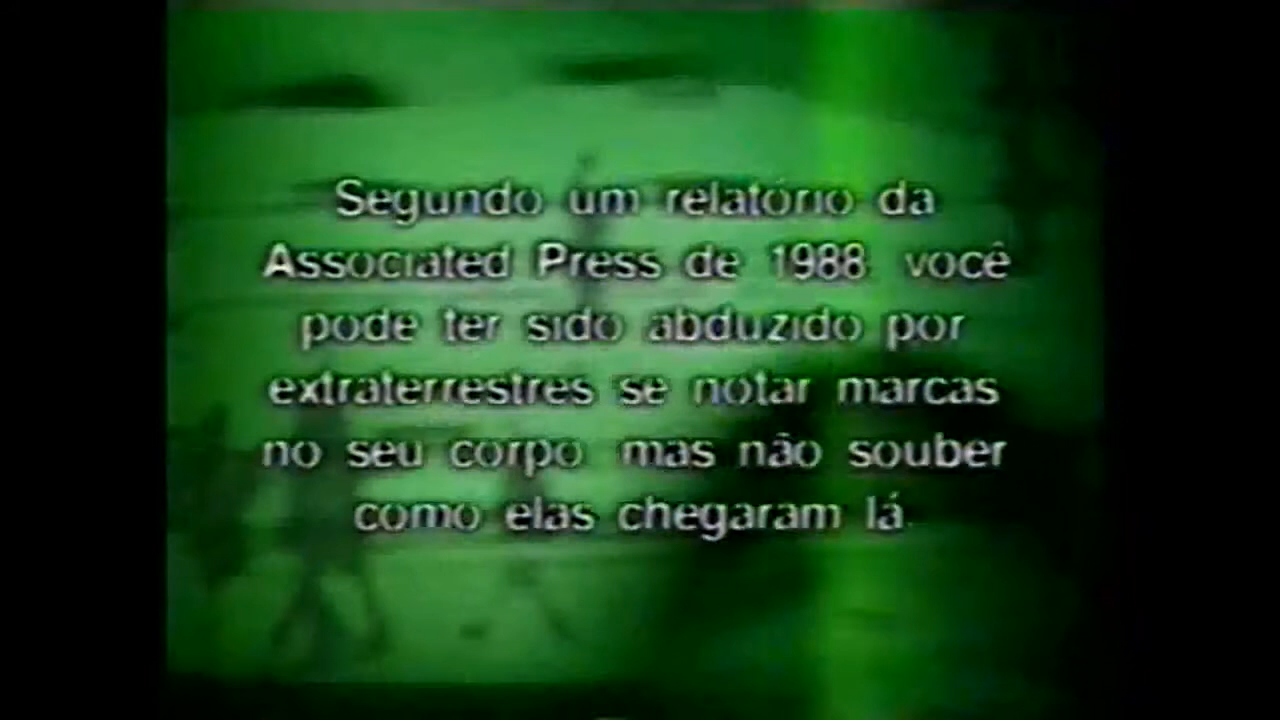 Segundo um relatório da
Associated Press de 1988, você
pode ter sido abduzido por
extraterrestres se notar marcas
no seu corpo, mas não souber
como elas chegaram lá.